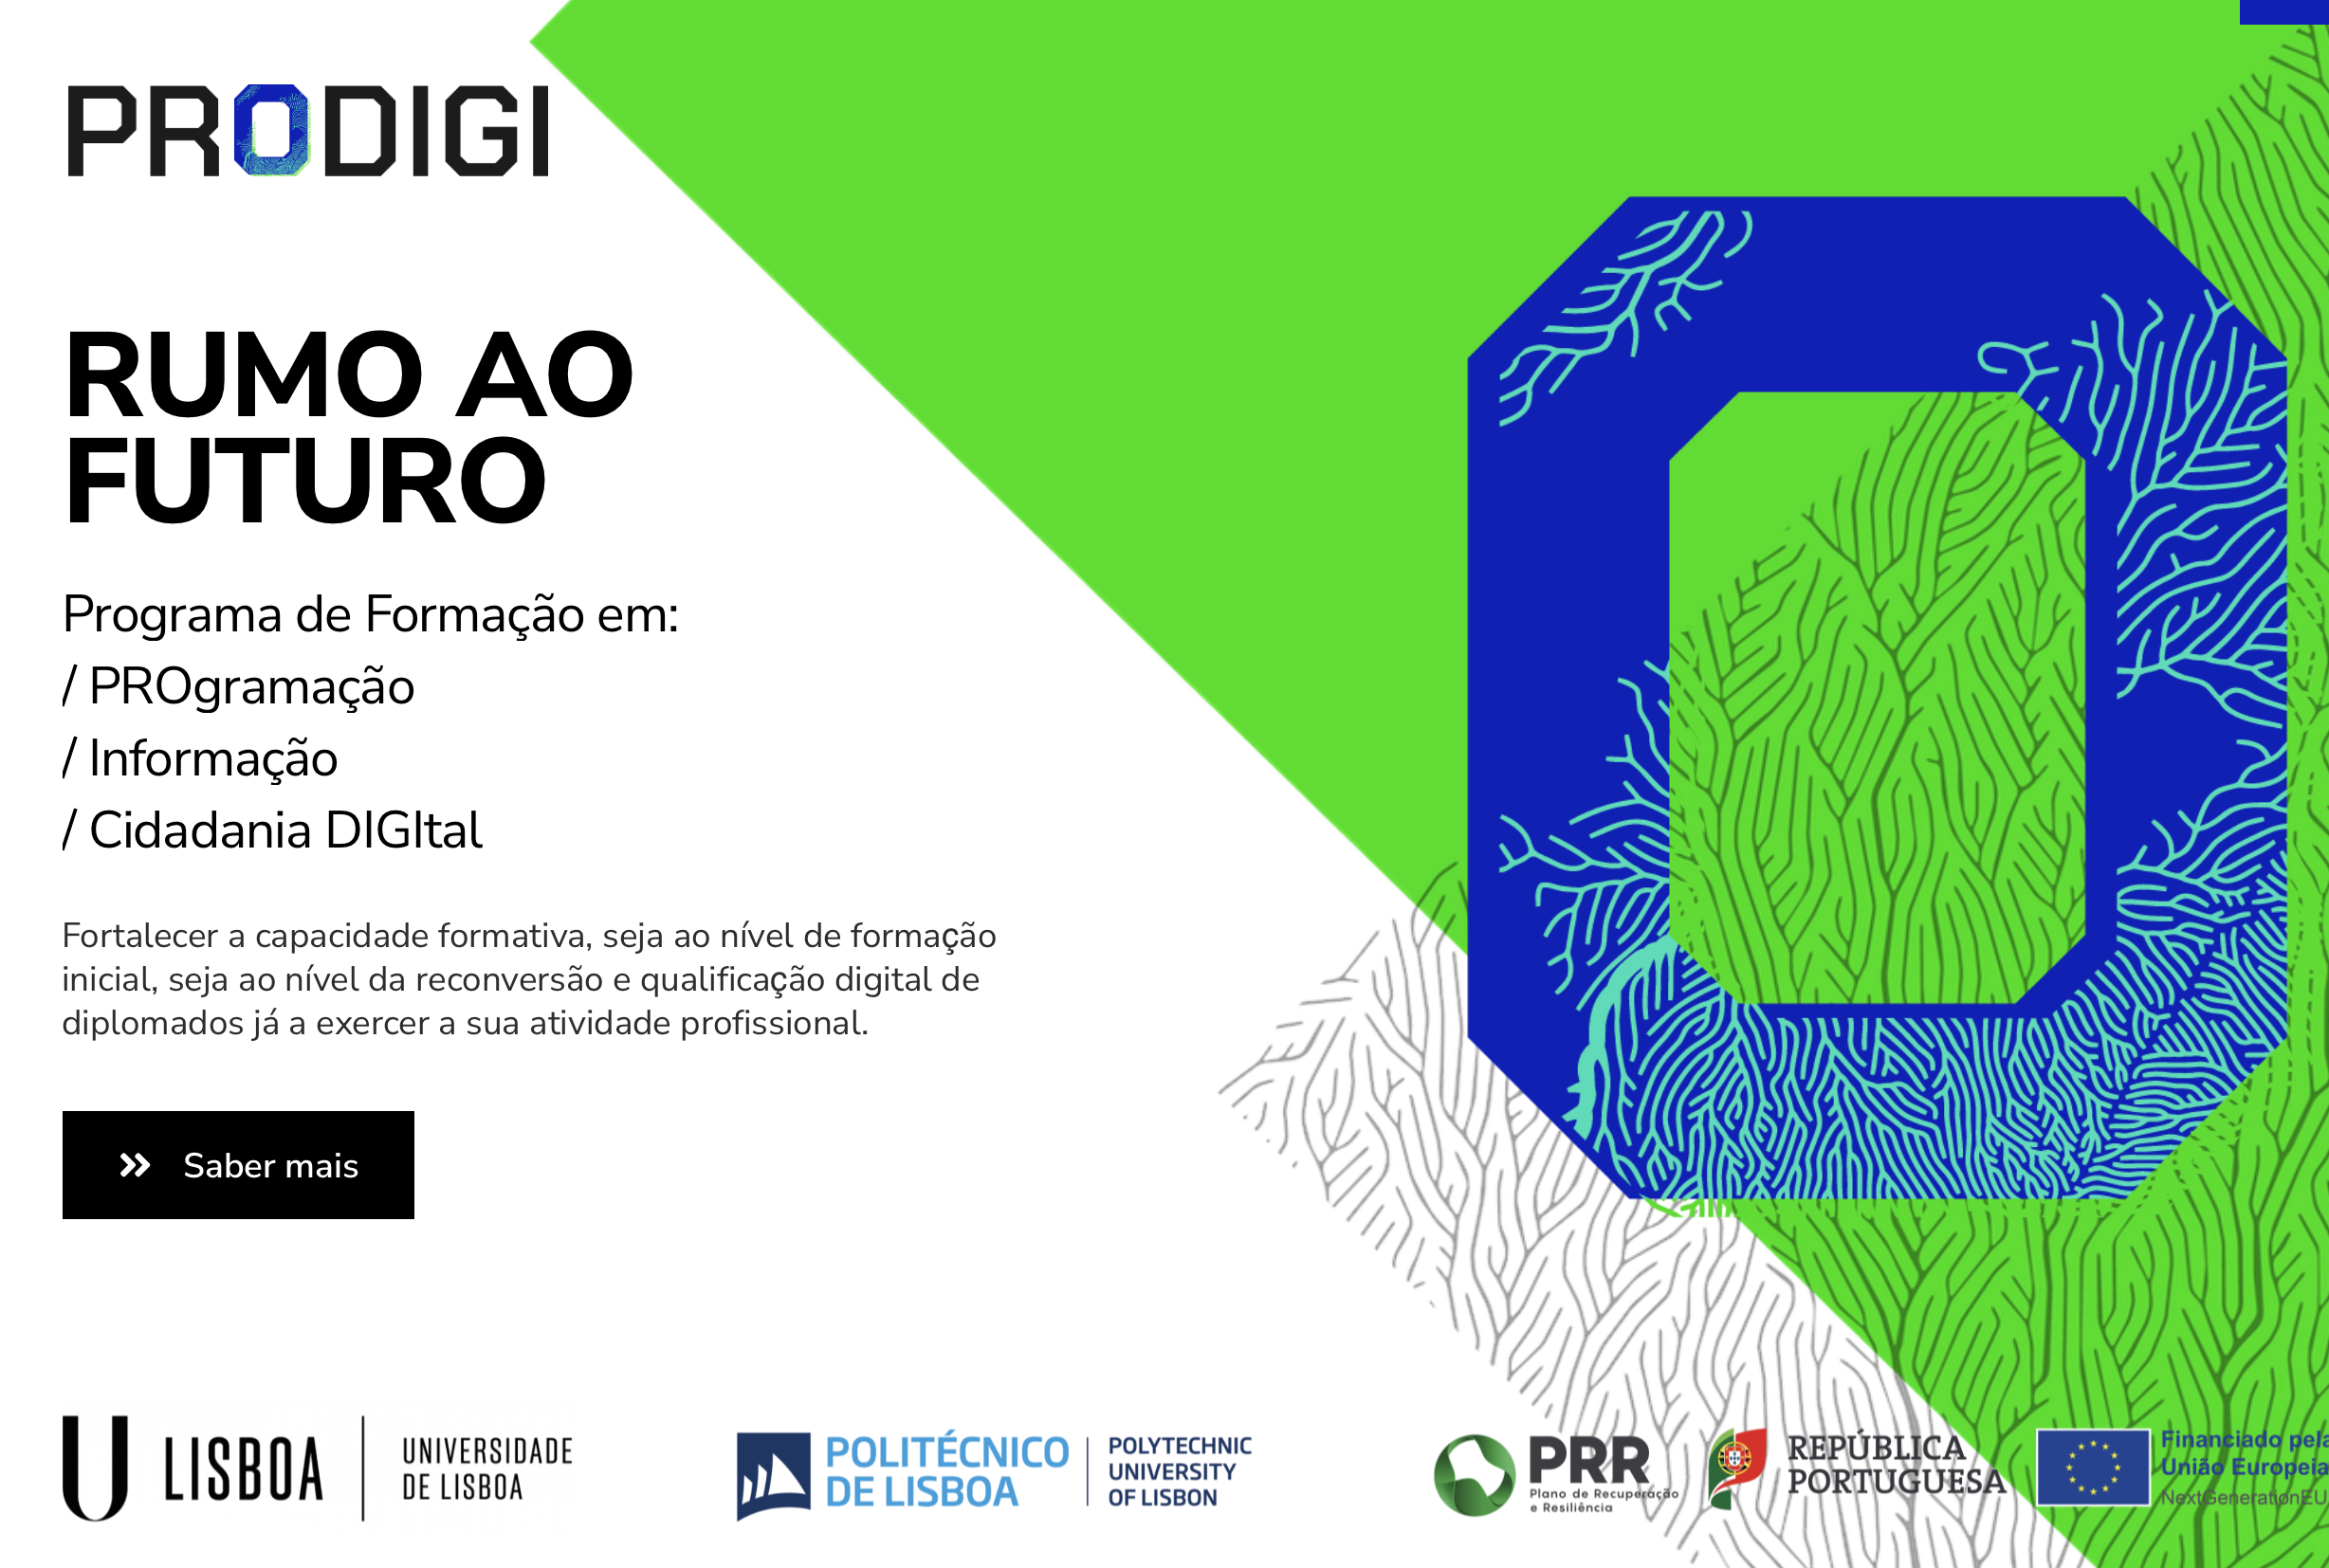 PRODIGI
RUMO AO
FUTURO
Programa de Formação em:
/ PROgramação
/ Informação
/ Cidadania DIGItal
Fortalecer a capacidade formativa, seja ao nível de formação
inicial, seja ao nível da reconversão e qualificação digital de
diplomados já a exercer a sua atividade profissional.
Saber mais
U LISBOA
UNIVERSIDADE
DE LISBOA
POLITÉCNICO
DE LISBOA
POLYTECHNIC
UNIVERSITY
OF LISBON
PRR
Plano de Recuperação
e Resiliência
REPÚBLICA
PORTUGUESA
Financiado pela
União Europeia
NextGenerationEU